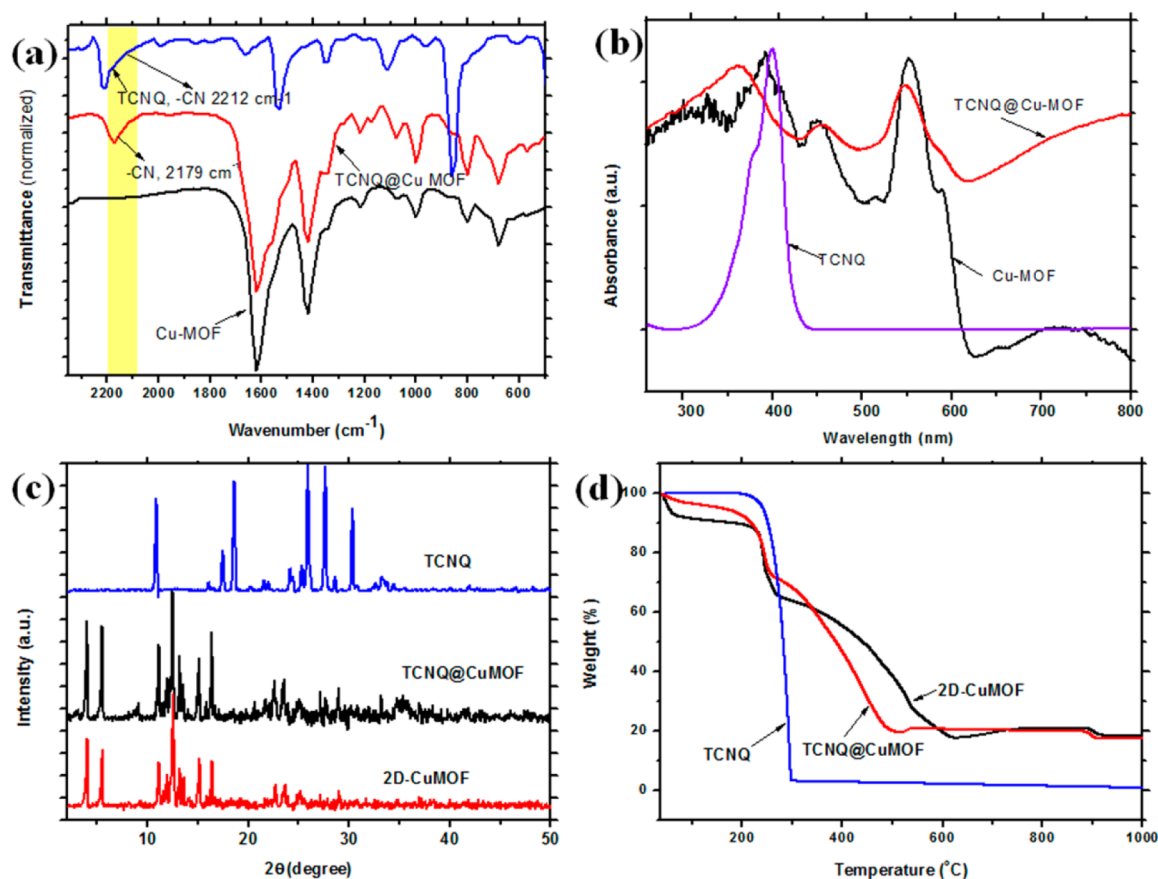 (a)
TCNQ, -CN 2212 cm-1
-CN, 2179 cm
TCNQ@Cu MOF
Cu-MOF
Transmittance (normalized)
2200 2000 1800 1600 1400 1200 1000 800 600
Wavenumber (cm-1)
(b)
TCNQ@Cu-MOF
TCNQ
Cu-MOF
Absorbance (a.u.)
300 400 500 600 700 800
Wavelength (nm)
(c)
TCNQ
TCNQ@CuMOF
2D-CuMOF
Intensity (a.u.)
10 20 30 40 50
2θ (degree)
(d)
100
80
60
40
20
0
2D-CuMOF
TCNQ
TCNQ@CuMOF
Weight (%)
200 400 600 800 1000
Temperature (°C)